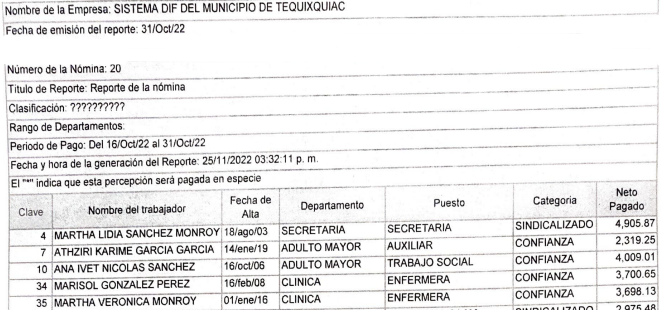 Nombre de la Empresa: SISTEMA DIF DEL MUNICIPIO DE TEQUIXQUIAC
Fecha de emisión del reporte: 31/Oct/22
Número de la Nómina: 20
Titulo de Reporte: Reporte de la nómina
Clasificación: ??????????
Rango de Departamentos:
Periodo de Pago: Del 16/Oct/22 al 31/Oct/22
Fecha y hora de la generación del Reporte: 25/11/2022 03:32:11 p. m.
El "*" indica que esta percepción será pagada en especie
Clave Nombre del trabajador Fecha de Alta Departamento Puesto Categoria Neto Pagado
4 MARTHA LIDIA SANCHEZ MONROY 18/ago/03 SECRETARIA SECRETARIA SINDICALIZADO 4,905.87
7 ATHZIRI KARIME GARCIA GARCIA 14/ene/19 ADULTO MAYOR AUXILIAR CONFIANZA 2,319.25
10 ANA IVET NICOLAS SANCHEZ 16/oct/06 ADULTO MAYOR TRABAJO SOCIAL CONFIANZA 4,009.01
34 MARISOL GONZALEZ PEREZ 16/feb/08 CLINICA ENFERMERA CONFIANZA 3,700.65
35 MARTHA VERONICA MONROY 01/ene/16 CLINICA ENFERMERA CONFIANZA 3,698.13
SINDICALIZADO 2,975.48